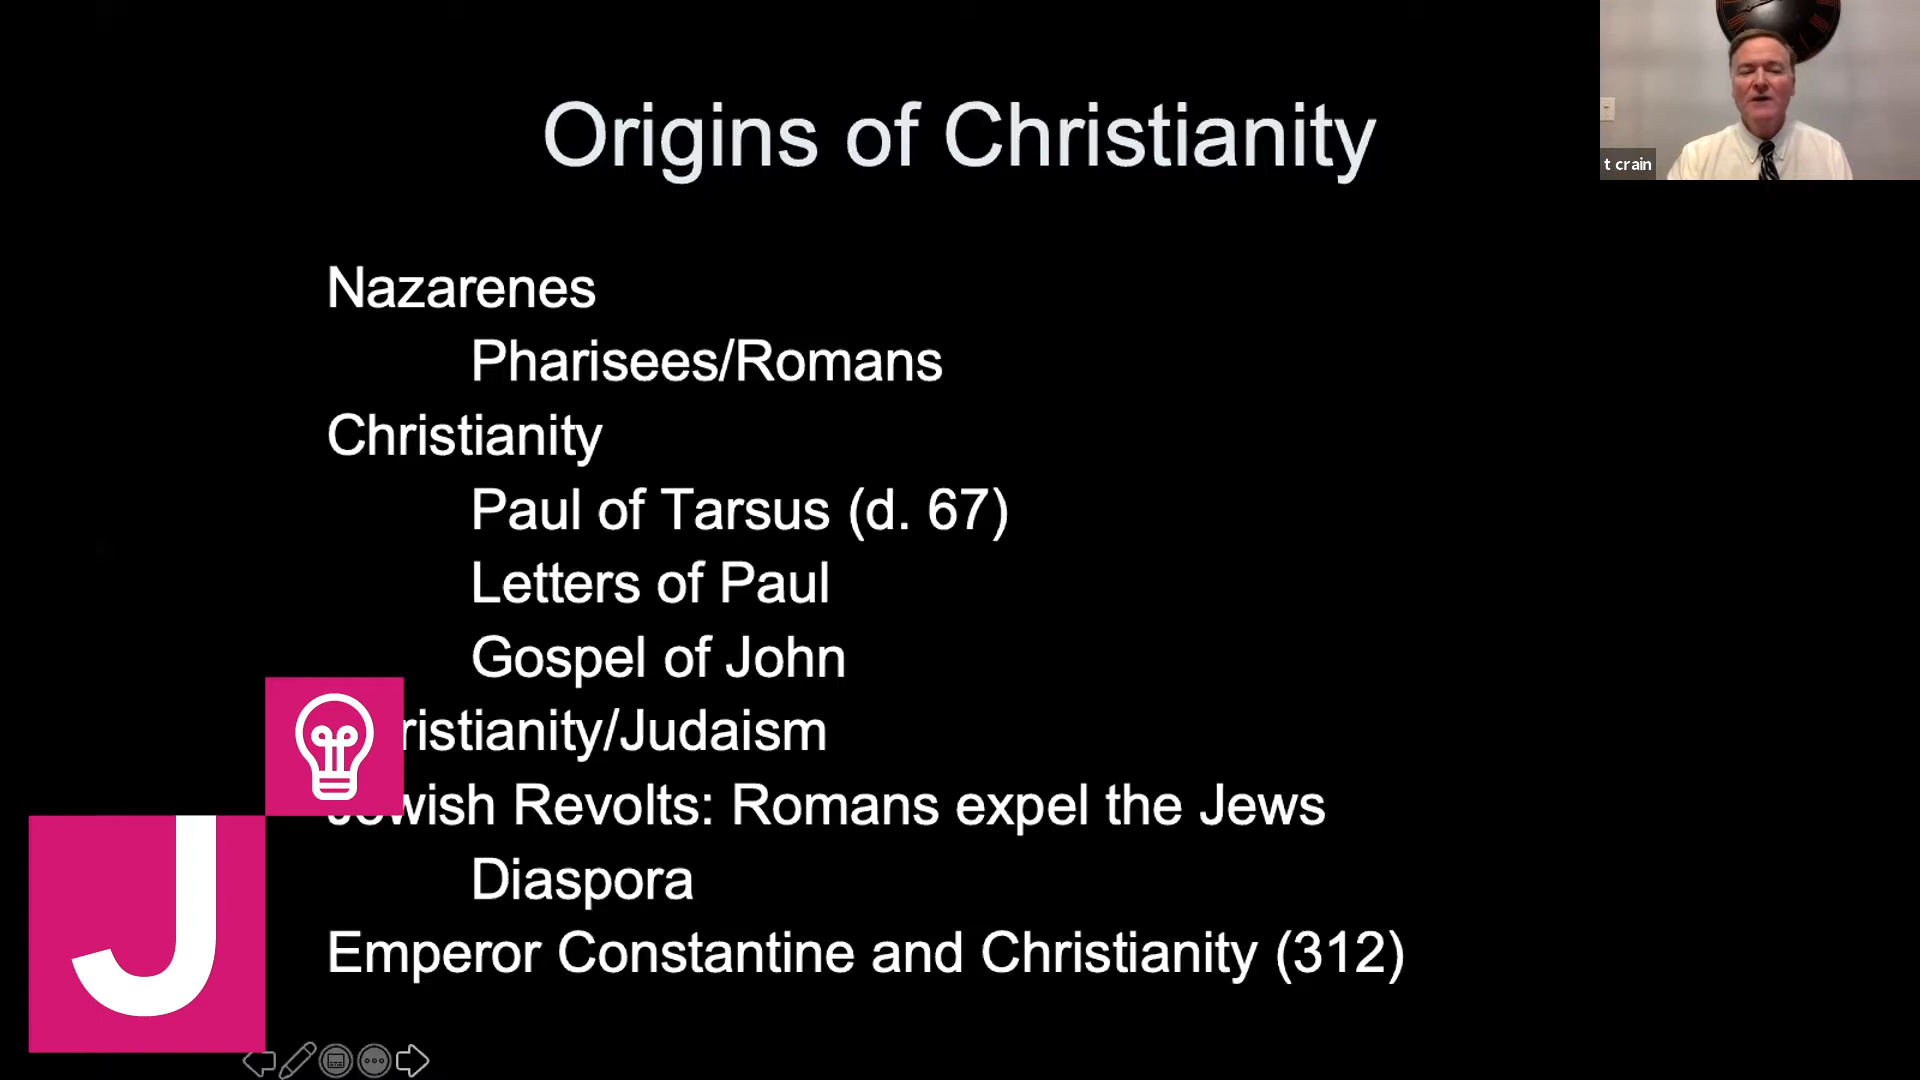 Origins of Christianity
t crain
Nazarenes
Pharisees/Romans
Christianity
Paul of Tarsus (d. 67)
Letters of Paul
Gospel of John
ristianity/Judaism
wish Revolts: Romans expel the Jews
Diaspora
Emperor Constantine and Christianity (312)
J